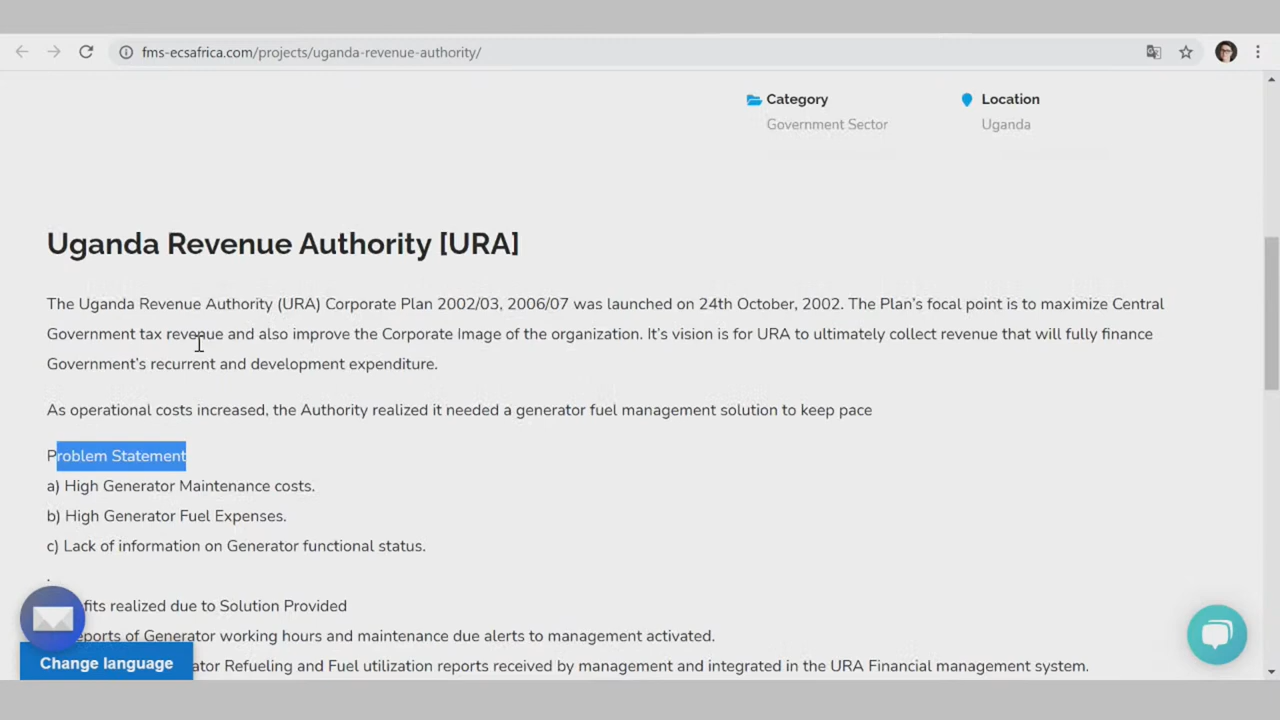 fms-ecsafrica.com/projects/uganda-revenue-authority/
Category
Government Sector
Location
Uganda
Uganda Revenue Authority [URA]
The Uganda Revenue Authority (URA) Corporate Plan 2002/03, 2006/07 was launched on 24th October, 2002. The Plan’s focal point is to maximize Central
Government tax revenue and also improve the Corporate Image of the organization. It’s vision is for URA to ultimately collect revenue that will fully finance
Government’s recurrent and development expenditure.
As operational costs increased, the Authority realized it needed a generator fuel management solution to keep pace
Problem Statement
a) High Generator Maintenance costs.
b) High Generator Fuel Expenses.
c) Lack of information on Generator functional status.
.
realized due to Solution Provided
of Generator working hours and maintenance due alerts to management activated.
Change language
Refueling and Fuel utilization reports received by management and integrated in the URA Financial management system.